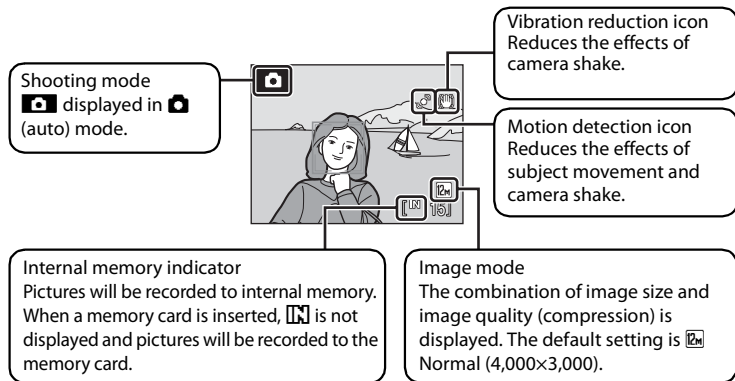 Vibration reduction icon
Reduces the effects of
camera shake.
Shooting mode
displayed in
(auto) mode.
Motion detection icon
Reduces the effects of
subject movement and
camera shake.
12M
[IN 15]
Internal memory indicator
Pictures will be recorded to internal memory.
When a memory card is inserted, IN is not
displayed and pictures will be recorded to the
memory card.
Image mode
The combination of image size and
image quality (compression) is
displayed. The default setting is 12M
Normal (4,000×3,000).